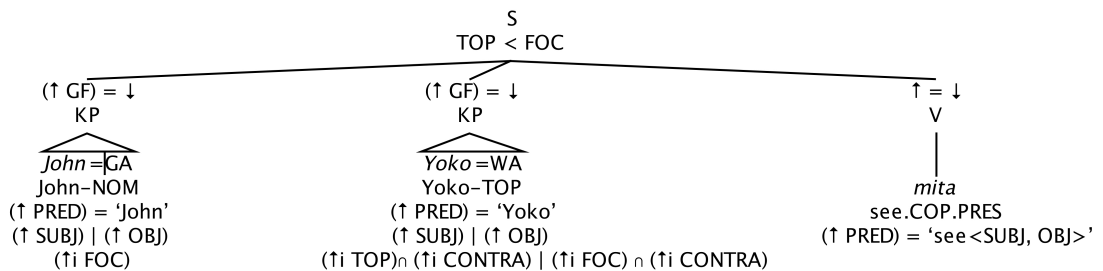 S
TOP < FOC
(↑ GF) = ↓ (↑ GF) = ↓ ↑ = ↓
KP KP V
John=GA Yoko=WA mita
John-NOM Yoko-TOP see.COP.PRES
(↑ PRED) = ‘John’ (↑ PRED) = ‘Yoko’ (↑ PRED) = ‘see<SUBJ, OBJ>’
(↑ SUBJ) | (↑ OBJ) (↑ SUBJ) | (↑ OBJ)
(↑i FOC) (↑i TOP)∩ (↑i CONTRA) | (↑i FOC) ∩ (↑i CONTRA)